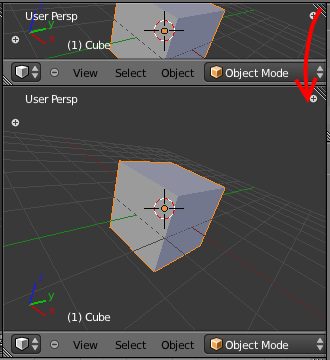 User Persp
z
y
(1) Cube
View Select Object Object Mode
User Persp
z
y
(1) Cube
View Select Object Object Mode